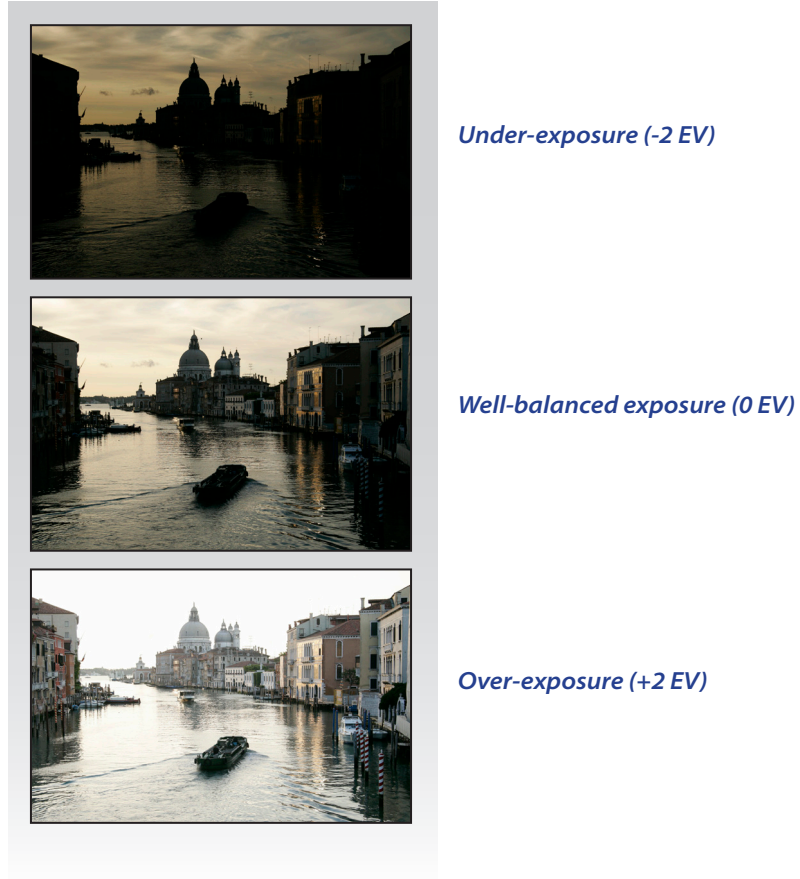 Under-exposure (-2 EV)
Well-balanced exposure (0 EV)
Over-exposure (+2 EV)